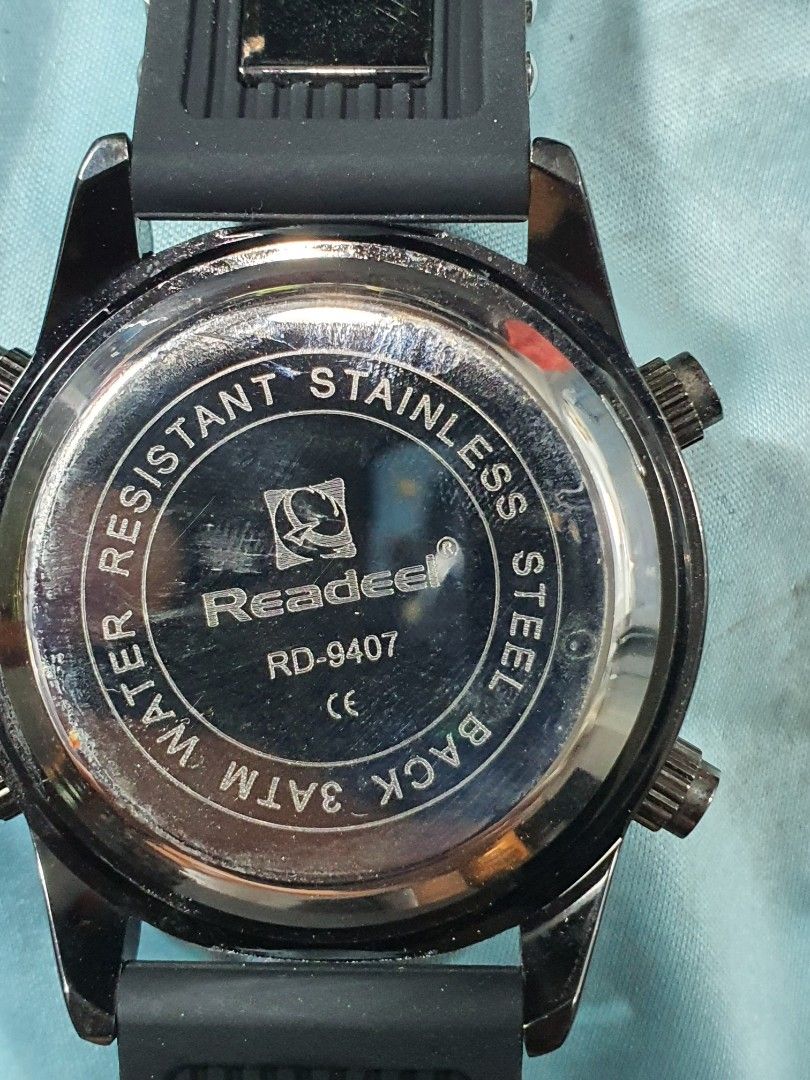 WATER RESISTANT STAINLESS STEEL BACK 3ATM
Readeel®
RD-9407
CE